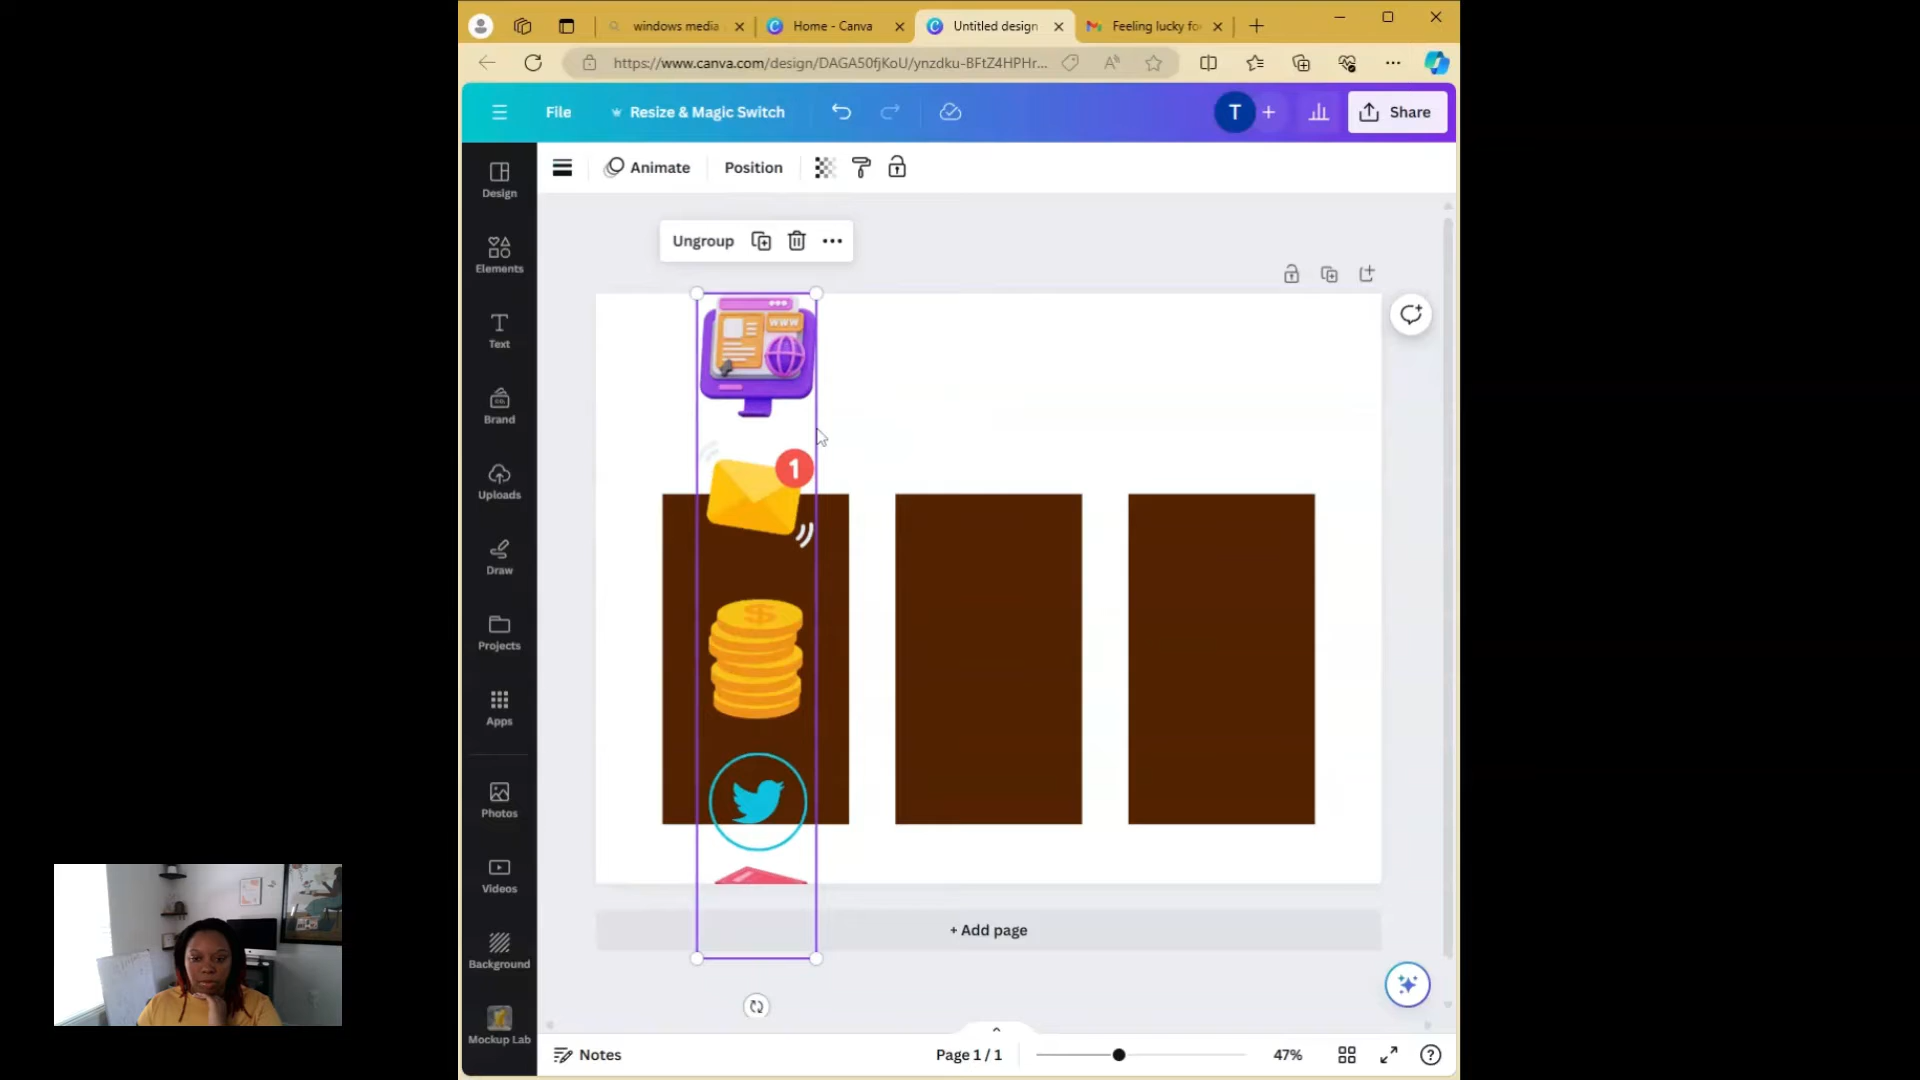 windows media
Home - Canva
Untitled design
Feeling lucky fo
https://www.canva.com/design/DAGA50fjKoU/ynzdku-BFtZ4HPHr...
File
Resize & Magic Switch
T
Share
Animate
Position
Design
Elements
Text
Brand
Uploads
Draw
Projects
Apps
Photos
Videos
Background
Mockup Lab
Ungroup
WWW
1
$
+ Add page
Notes
Page 1 / 1
47%